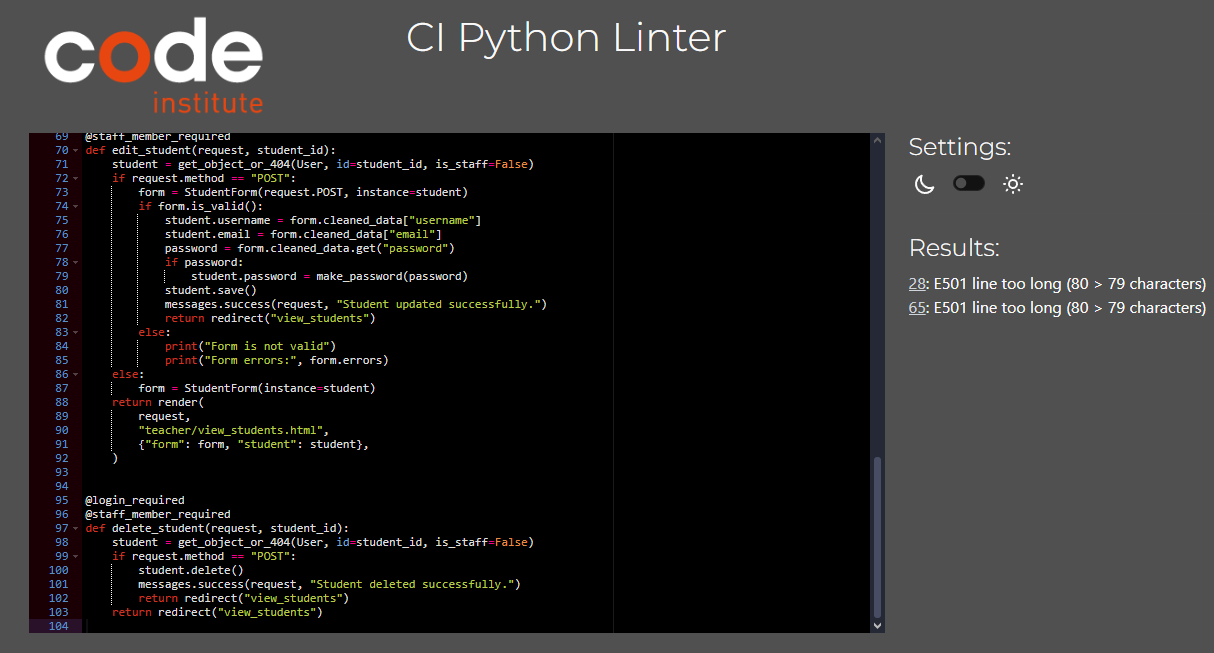 code
institute
CI Python Linter
69 @staff_member_required
70 def edit_student(request, student_id):
71     student = get_object_or_404(User, id=student_id, is_staff=False)
72     if request.method == "POST":
73         form = StudentForm(request.POST, instance=student)
74         if form.is_valid():
75             student.username = form.cleaned_data["username"]
76             student.email = form.cleaned_data["email"]
77             password = form.cleaned_data.get("password")
78             if password:
79                 student.password = make_password(password)
80             student.save()
81             messages.success(request, "Student updated successfully.")
82             return redirect("view_students")
83         else:
84             print("Form is not valid")
85             print("Form errors:", form.errors)
86     else:
87         form = StudentForm(instance=student)
88     return render(
89         request,
90         "teacher/view_students.html",
91         {"form": form, "student": student},
92     )
93
94
95 @login_required
96 @staff_member_required
97 def delete_student(request, student_id):
98     student = get_object_or_404(User, id=student_id, is_staff=False)
99     if request.method == "POST":
100         student.delete()
101         messages.success(request, "Student deleted successfully.")
102         return redirect("view_students")
103     return redirect("view_students")
104
Settings:
Results:
28: E501 line too long (80 > 79 characters)
65: E501 line too long (80 > 79 characters)